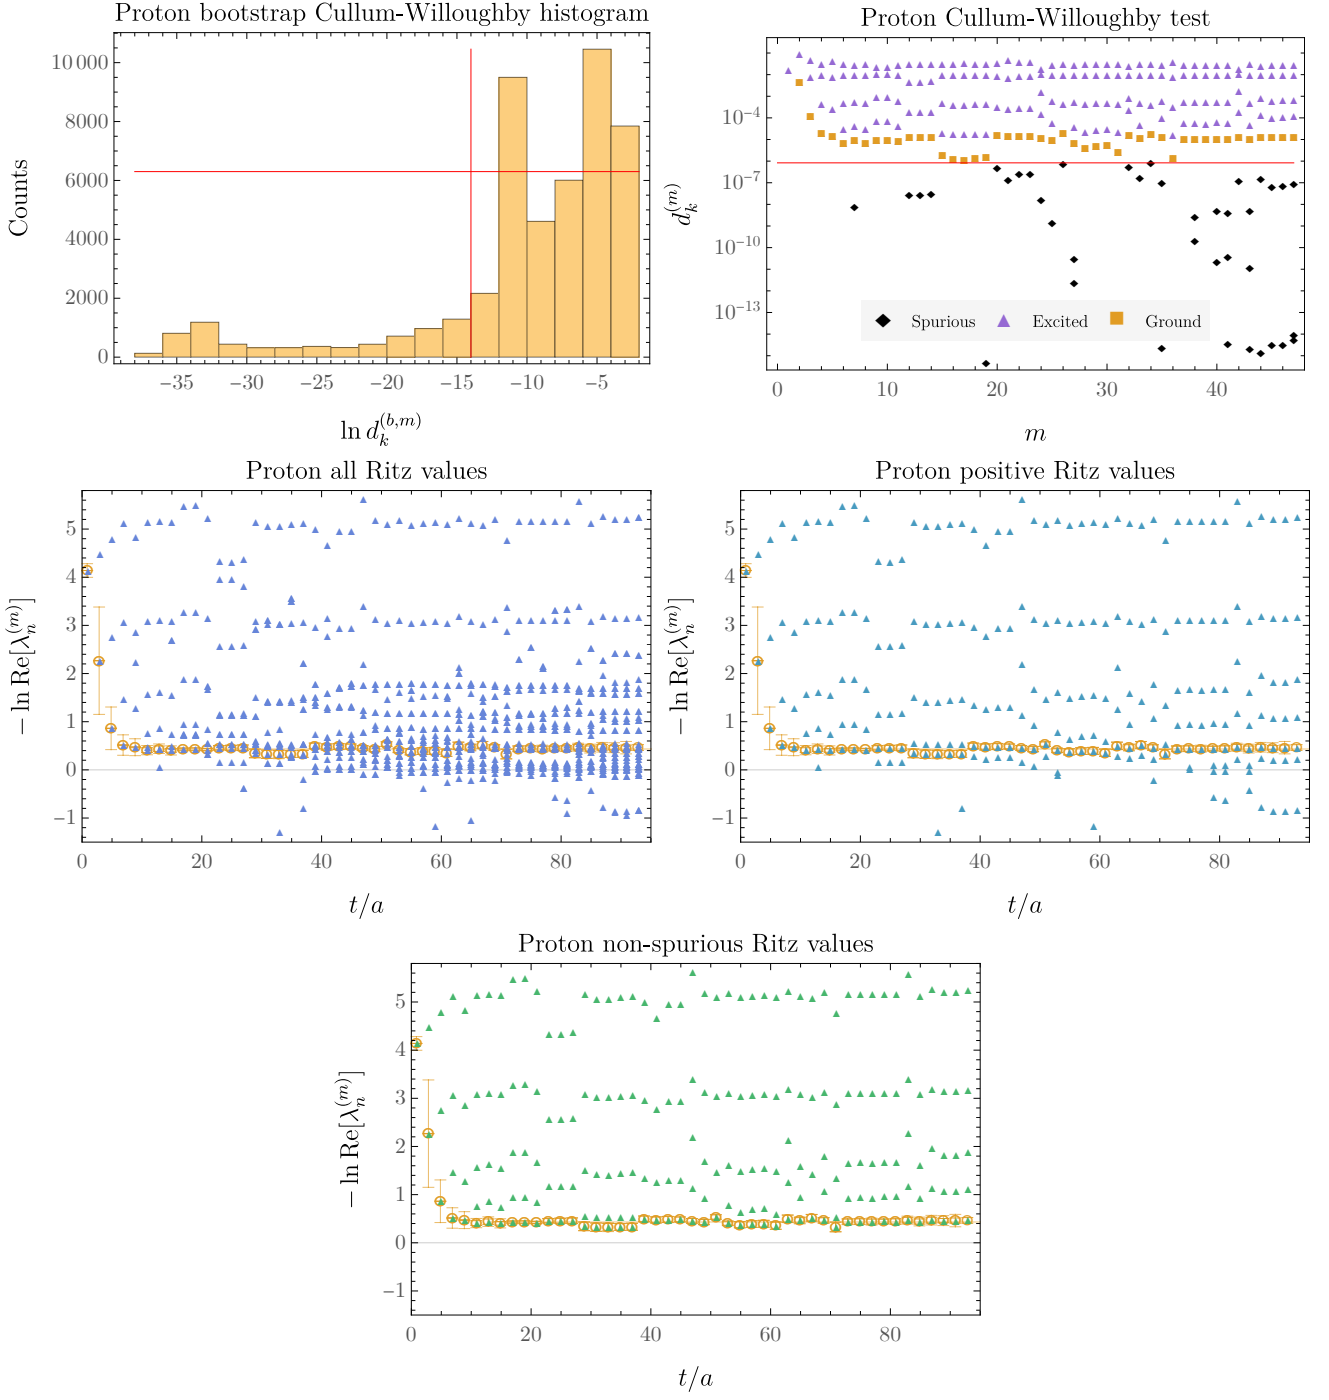 Proton bootstrap Cullum-Willoughby histogram
Counts
10 000
8000
6000
4000
2000
0
−35 −30 −25 −20 −15 −10 −5
ln d_k^{(b,m)}
Proton Cullum-Willoughby test
d_k^{(m)}
10^{−4}
10^{−7}
10^{−10}
10^{−13}
Spurious Excited Ground
0 10 20 30 40
m
Proton all Ritz values
− ln Re[λ_n^{(m)}]
5
4
3
2
1
0
−1
0 20 40 60 80
t/a
Proton positive Ritz values
− ln Re[λ_n^{(m)}]
5
4
3
2
1
0
−1
0 20 40 60 80
t/a
Proton non-spurious Ritz values
− ln Re[λ_n^{(m)}]
5
4
3
2
1
0
−1
0 20 40 60 80
t/a